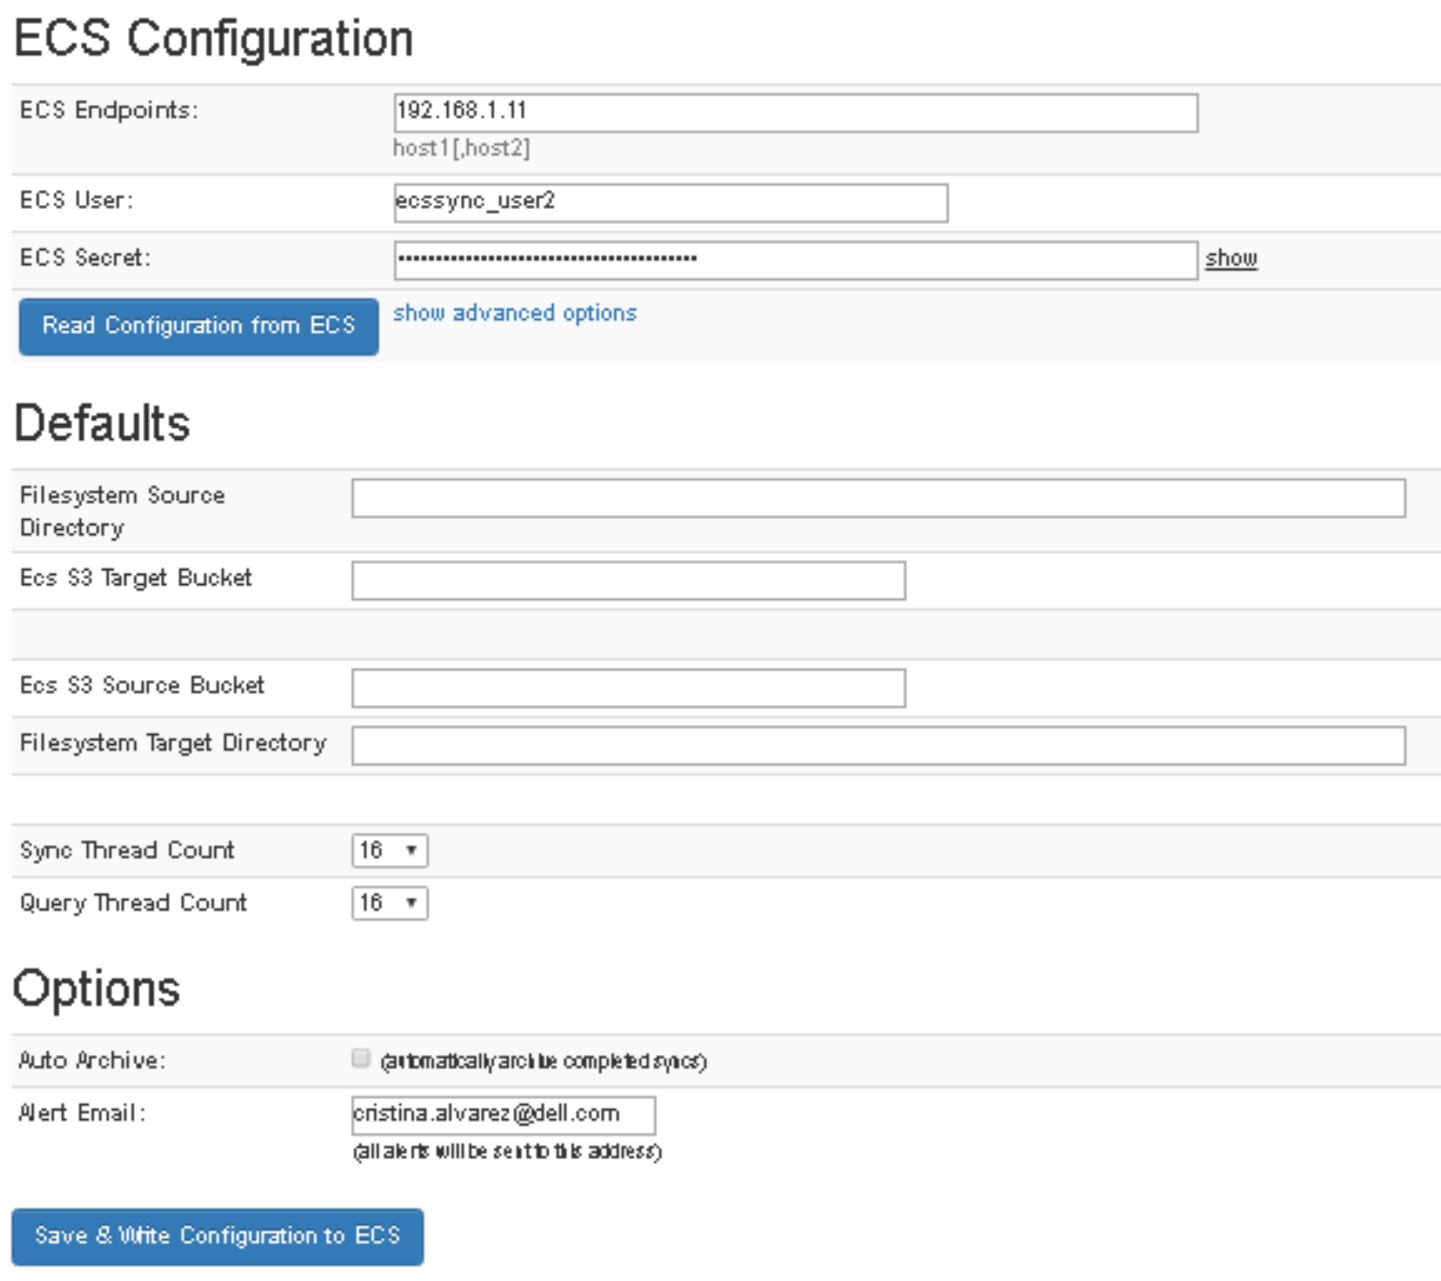 ECS Configuration
ECS Endpoints: 192.168.1.11
host1[,host2]
ECS User: ecssync_user2
ECS Secret: •••••••••••••••••••••••••••••••••••••••• show
Read Configuration from ECS show advanced options
Defaults
Filesystem Source
Directory
Ecs S3 Target Bucket
Ecs S3 Source Bucket
Filesystem Target Directory
Sync Thread Count 16
Query Thread Count 16
Options
Auto Archive: (automatically archive completed syncs)
Alert Email: cristina.alvarez@dell.com
(all alerts will be sent to this address)
Save & Write Configuration to ECS